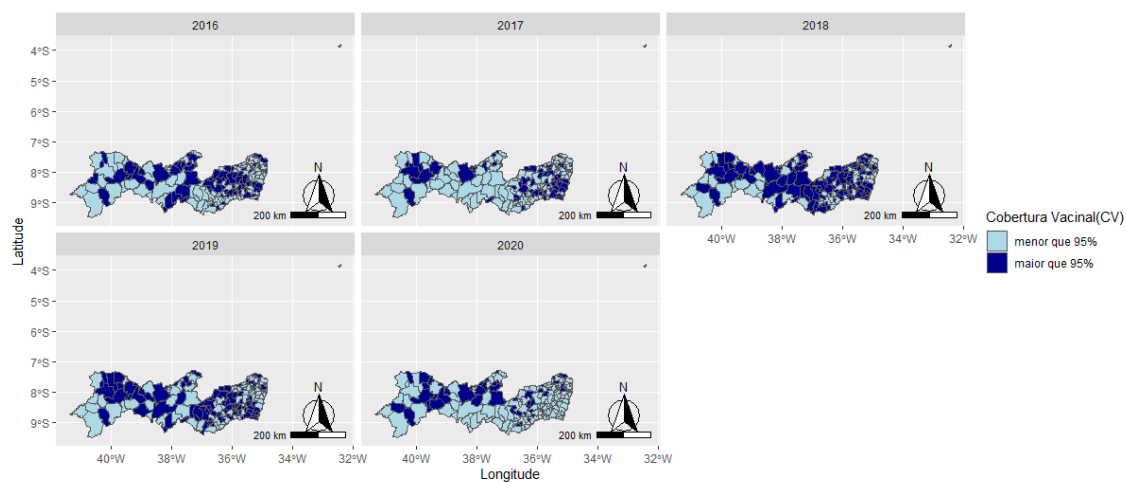 2016
2017
2018
4°S
5°S
6°S
7°S
8°S
9°S
N
200 km
N
200 km
N
200 km
40°W
38°W
36°W
34°W
32°W
2019
2020
4°S
5°S
6°S
7°S
8°S
9°S
N
200 km
N
200 km
40°W
38°W
36°W
34°W
32°W
40°W
38°W
36°W
34°W
32°W
Longitude
Latitude
Cobertura Vacinal(CV)
menor que 95%
maior que 95%